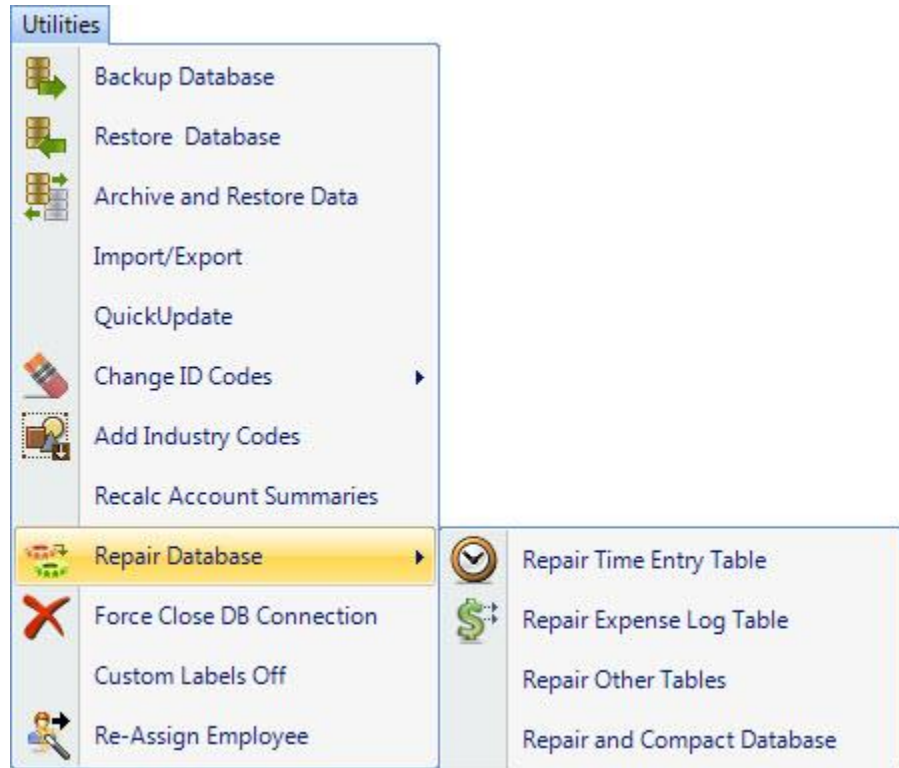 Utilities
Backup Database
Restore  Database
Archive and Restore Data
Import/Export
QuickUpdate
Change ID Codes
Add Industry Codes
Recalc Account Summaries
Repair Database
Force Close DB Connection
Custom Labels Off
Re-Assign Employee
Repair Time Entry Table
Repair Expense Log Table
Repair Other Tables
Repair and Compact Database